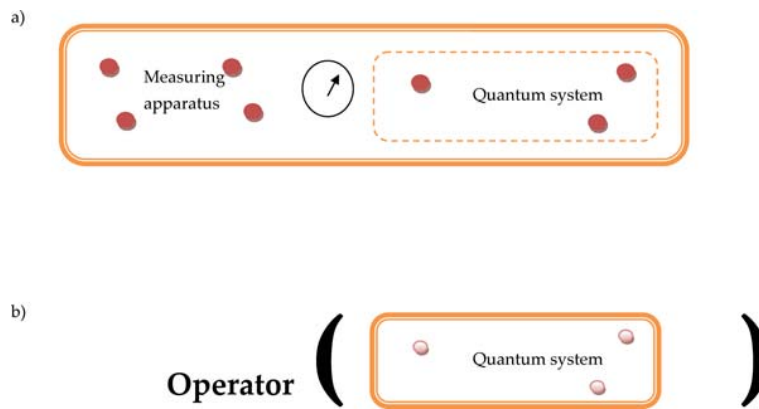 a)
Measuring
apparatus
Quantum system
b)
Operator ( Quantum system )